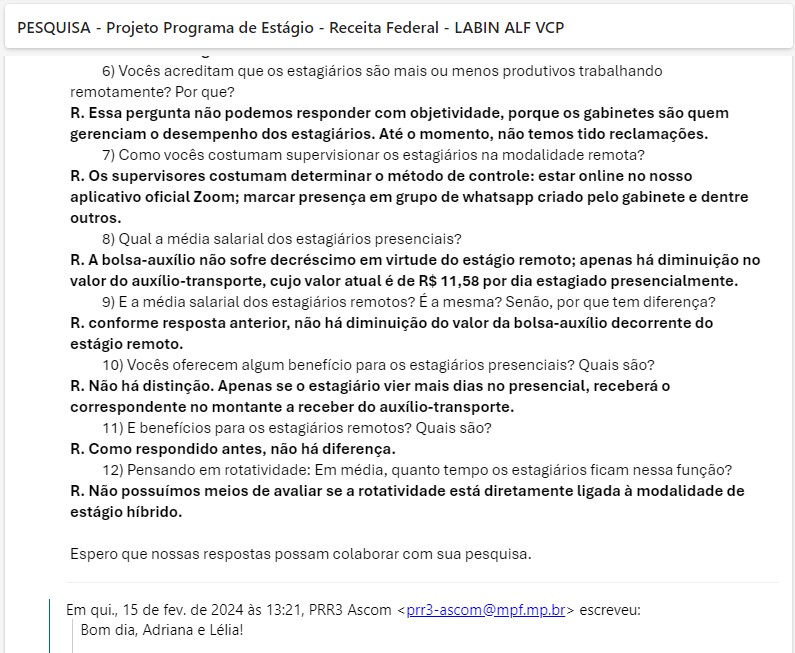 PESQUISA - Projeto Programa de Estágio - Receita Federal - LABIN ALF VCP
6) Vocês acreditam que os estagiários são mais ou menos produtivos trabalhando
remotamente? Por que?
R. Essa pergunta não podemos responder com objetividade, porque os gabinetes são quem
gerenciam o desempenho dos estagiários. Até o momento, não temos tido reclamações.
7) Como vocês costumam supervisionar os estagiários na modalidade remota?
R. Os supervisores costumam determinar o método de controle: estar online no nosso
aplicativo oficial Zoom; marcar presença em grupo de whatsapp criado pelo gabinete e dentre
outros.
8) Qual a média salarial dos estagiários presenciais?
R. A bolsa-auxílio não sofre decréscimo em virtude do estágio remoto; apenas há diminuição no
valor do auxílio-transporte, cujo valor atual é de R$ 11,58 por dia estagiado presencialmente.
9) E a média salarial dos estagiários remotos? É a mesma? Senão, por que tem diferença?
R. conforme resposta anterior, não há diminuição do valor da bolsa-auxílio decorrente do
estágio remoto.
10) Vocês oferecem algum benefício para os estagiários presenciais? Quais são?
R. Não há distinção. Apenas se o estagiário vier mais dias no presencial, receberá o
correspondente no montante a receber do auxílio-transporte.
11) E benefícios para os estagiários remotos? Quais são?
R. Como respondido antes, não há diferença.
12) Pensando em rotatividade: Em média, quanto tempo os estagiários ficam nessa função?
R. Não possuímos meios de avaliar se a rotatividade está diretamente ligada à modalidade de
estágio híbrido.
Espero que nossas respostas possam colaborar com sua pesquisa.
Em qui., 15 de fev. de 2024 às 13:21, PRR3 Ascom <prr3-ascom@mpf.mp.br> escreveu:
Bom dia, Adriana e Lélia!